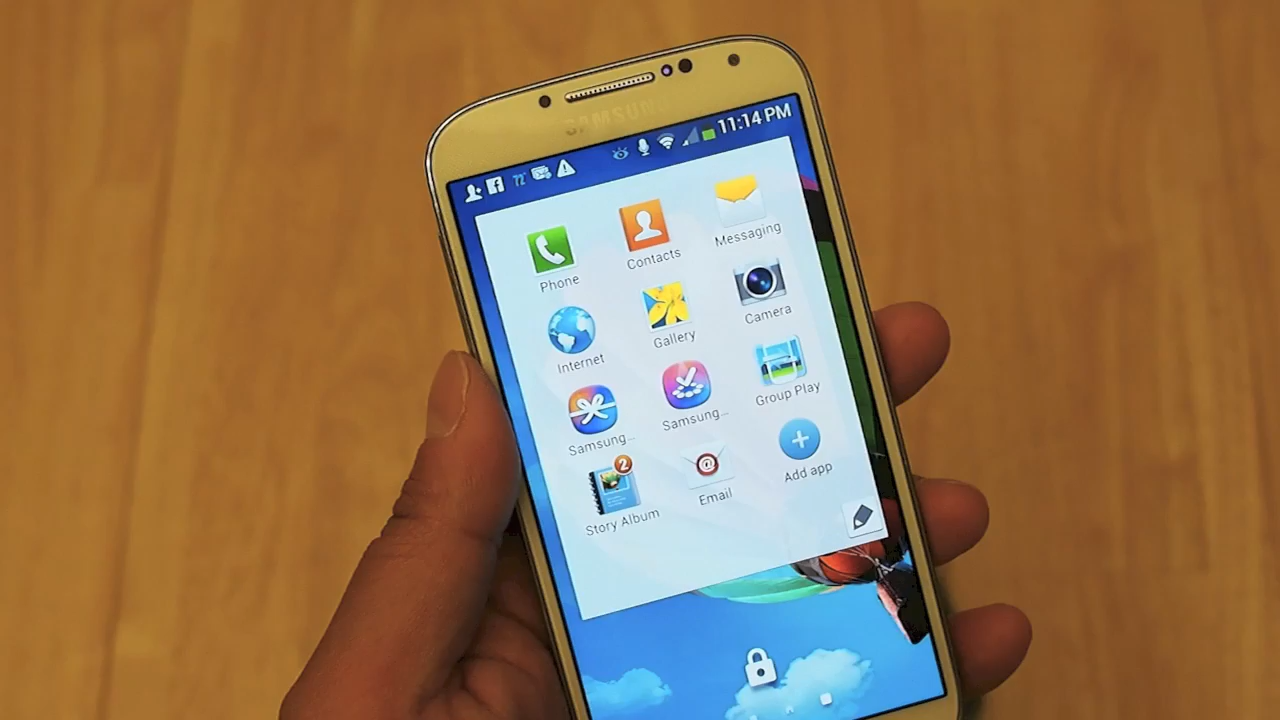 SAMSUNG
11:14 PM
Phone
Contacts
Messaging
Internet
Gallery
Camera
Samsung...
Samsung...
Group Play
2
Story Album
Email
Add app